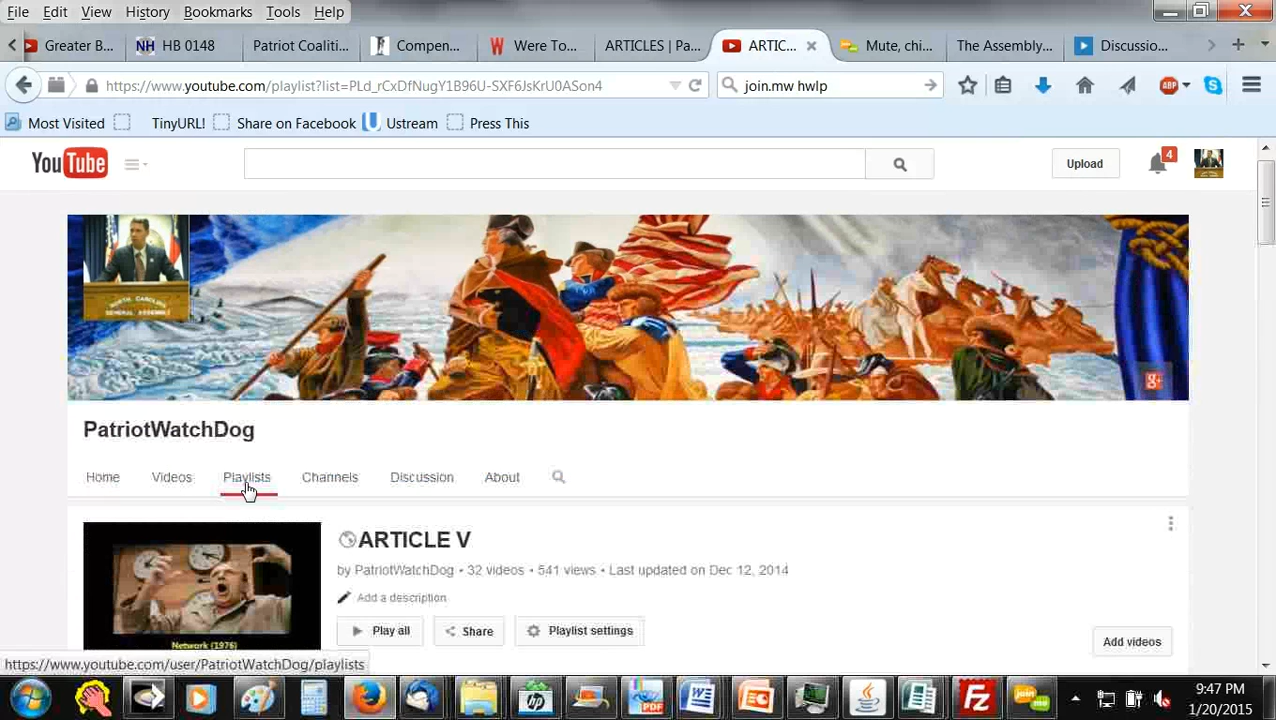 File Edit View History Bookmarks Tools Help
Greater B... HB 0148 Patriot Coaliti... Compen... Were To... ARTICLES | Pa... ARTIC... Mute, chi... The Assembly... Discussio...
https://www.youtube.com/playlist?list=PLd_rCxDfNugY1B96U-SXF6JsKrU0ASon4 join.mw hwlp
Most Visited TinyURL! Share on Facebook Ustream Press This
YouTube Upload 4
NORTH CAROLINA
GENERAL ASSEMBLY
g+
PatriotWatchDog
Home Videos Playlists Channels Discussion About
ARTICLE V
by PatriotWatchDog • 32 videos • 541 views • Last updated on Dec 12, 2014
Add a description
Play all Share Playlist settings
Add videos
Network (1976)
https://www.youtube.com/user/PatriotWatchDog/playlists
9:47 PM
1/20/2015